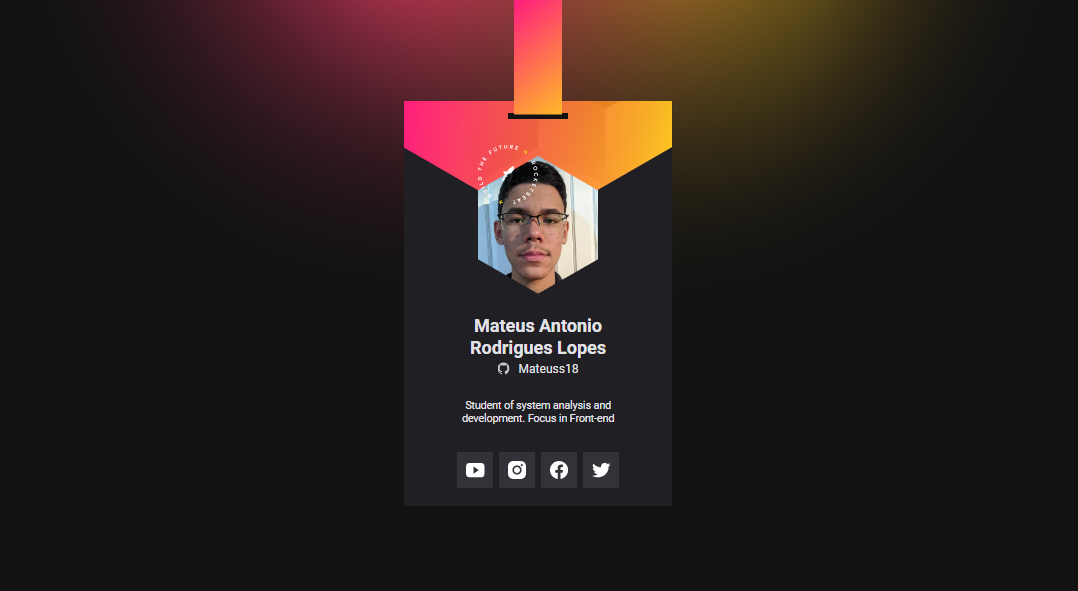 BUILD THE FUTURE
ROCKETSEAT
Mateus Antonio
Rodrigues Lopes
Mateuss18
Student of system analysis and
development. Focus in Front-end